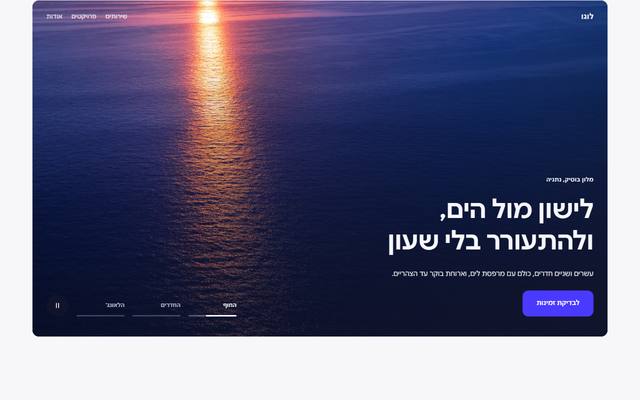 לוגו
שירותים
פרויקטים
אודות
מלון בוטיק, נתניה
לישון מול הים,
ולהתעורר בלי שעון
עשרים ושניים חדרים, כולם עם מרפסת לים, וארוחת בוקר עד הצהריים.
לבדיקת זמינות
החוף
החדרים
הלאונג׳